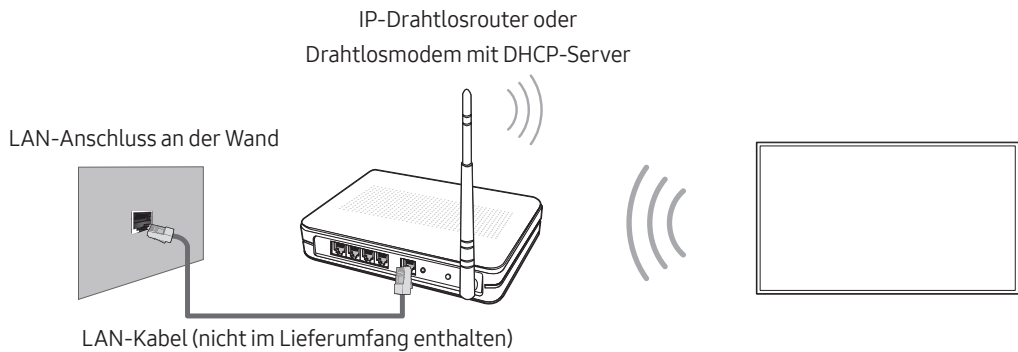 IP-Drahtlosrouter oder
Drahtlosmodem mit DHCP-Server
LAN-Anschluss an der Wand
LAN-Kabel (nicht im Lieferumfang enthalten)